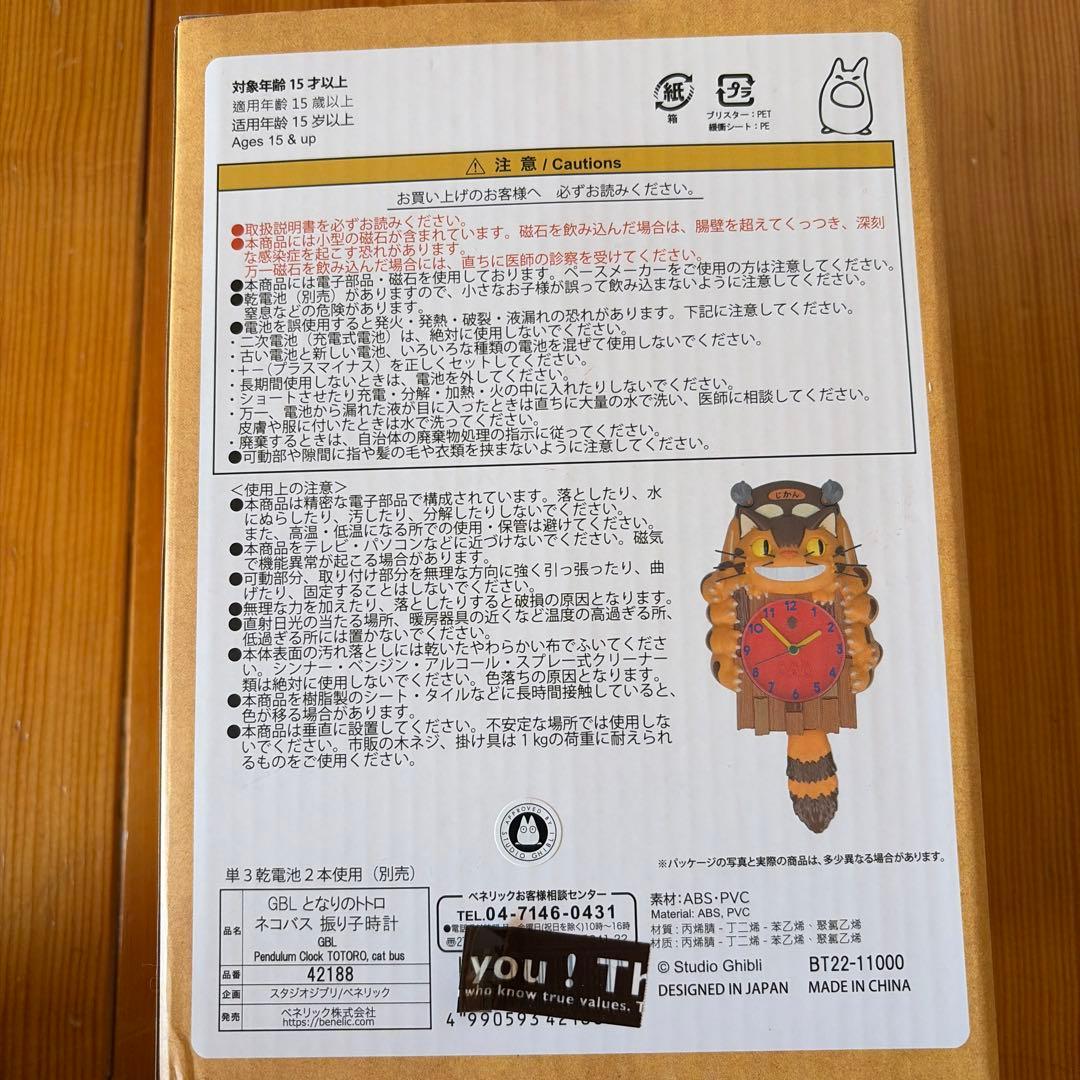 対象年齢 15 才以上
適用年齡 15 歲以上
适用年龄 15 岁以上
Ages 15 & up
紙
箱
プラ
ブリスター：PET
緩衝シート：PE
⚠ 注 意 / Cautions
お買い上げのお客様へ　必ずお読みください。
●取扱説明書を必ずお読みください。
●本商品には小型の磁石が含まれています。磁石を飲み込んだ場合は、腸壁を超えてくっつき、深刻
な感染症を起こす恐れがあります。
万一磁石を飲み込んだ場合には、直ちに医師の診察を受けてください。
●本商品には電子部品・磁石を使用しております。ペースメーカーをご使用の方は注意してください。
●乾電池（別売）がありますので、小さなお子様が誤って飲み込まないように注意してください。
窒息などの危険があります。
●電池を誤使用すると発火・発熱・破裂・液漏れの恐れがあります。下記に注意してください。
・二次電池（充電式電池）は、絶対に使用しないでください。
・古い電池と新しい電池、いろいろな種類の電池を混ぜて使用しないでください。
・＋－（プラスマイナス）を正しくセットしてください。
・長期間使用しないときは、電池を外してください。
・ショートさせたり充電・分解・加熱・火の中に入れたりしないでください。
・万一、電池から漏れた液が目に入ったときは直ちに大量の水で洗い、医師に相談してください。
皮膚や服に付いたときは水で洗ってください。
・廃棄するときは、自治体の廃棄物処理の指示に従ってください。
●可動部や隙間に指や髪の毛や衣類を挟まないように注意してください。
＜使用上の注意＞
●本商品は精密な電子部品で構成されています。落としたり、水
にぬらしたり、汚したり、分解したりしないでください。
また、高温・低温になる所での使用・保管は避けてください。
●本商品をテレビ・パソコンなどに近づけないでください。磁気
で機能異常が起こる場合があります。
●可動部分、取り付け部分を無理な方向に強く引っ張ったり、曲
げたり、固定することはしないでください。
●無理な力を加えたり、落としたりすると破損の原因となります。
●直射日光の当たる場所、暖房器具の近くなど温度の高過ぎる所、
低過ぎる所には置かないでください。
●本体表面の汚れ落としには乾いたやわらかい布でふいてくださ
い。シンナー・ベンジン・アルコール・スプレー式クリーナー
類は絶対に使用しないでください。色落ちの原因となります。
●本商品を樹脂製のシート・タイルなどに長時間接触していると、
色が移る場合があります。
●本商品は垂直に設置してください。不安定な場所では使用しな
いでください。市販の木ネジ、掛け具は1kgの荷重に耐えられ
るものをご使用ください。
じかん
12
1
2
3
4
5
6
7
8
9
10
11
APPROVED BY
STUDIO GHIBLI
※パッケージの写真と実際の商品は、多少異なる場合があります。
単３乾電池２本使用（別売）
品名
GBL となりのトトロ
ネコバス 振り子時計
GBL
Pendulum Clock TOTORO, cat bus
品番 42188
企画 スタジオジブリ/ベネリック
発売 ベネリック株式会社
https://benelic.com/
ベネリックお客様相談センター
TEL.04-7146-0431
you ! Th
who know true values. T
4 990593 42188
素材：ABS・PVC
Material: ABS, PVC
材質：丙烯腈 - 丁二烯 - 苯乙烯、聚氯乙烯
材质：丙烯腈 - 丁二烯 - 苯乙烯、聚氯乙烯
© Studio Ghibli
BT22-11000
DESIGNED IN JAPAN
MADE IN CHINA